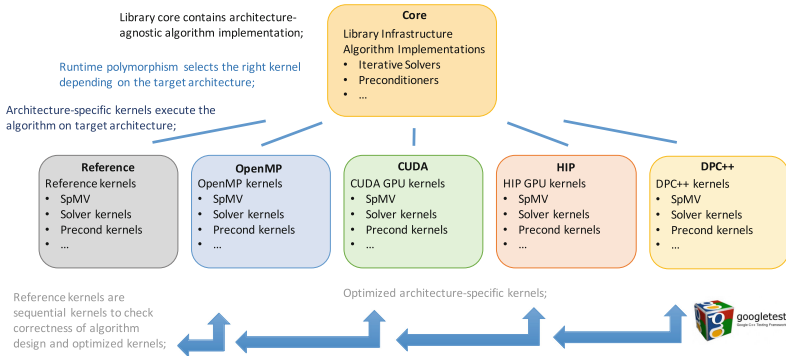 Library core contains architecture-
agnostic algorithm implementation;
Runtime polymorphism selects the right kernel
depending on the target architecture;
Architecture-specific kernels execute the
algorithm on target architecture;
Core
Library Infrastructure
Algorithm Implementations
• Iterative Solvers
• Preconditioners
• ...
Reference
Reference kernels
• SpMV
• Solver kernels
• Precond kernels
• ...
OpenMP
OpenMP kernels
• SpMV
• Solver kernels
• Precond kernels
• ...
CUDA
CUDA GPU kernels
• SpMV
• Solver kernels
• Precond kernels
• ...
HIP
HIP GPU kernels
• SpMV
• Solver kernels
• Precond kernels
• ...
DPC++
DPC++ kernels
• SpMV
• Solver kernels
• Precond kernels
• ...
Reference kernels are
sequential kernels to check
correctness of algorithm
design and optimized kernels;
Optimized architecture-specific kernels;
googletest
Google C++ Testing Framework